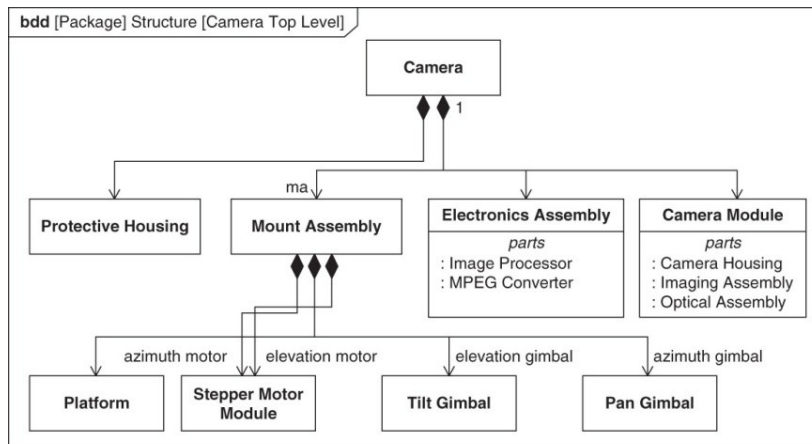 bdd [Package] Structure [Camera Top Level]
Camera
1
ma
Protective Housing
Mount Assembly
Electronics Assembly
parts
: Image Processor
: MPEG Converter
Camera Module
parts
: Camera Housing
: Imaging Assembly
: Optical Assembly
azimuth motor
elevation motor
elevation gimbal
azimuth gimbal
Platform
Stepper Motor
Module
Tilt Gimbal
Pan Gimbal